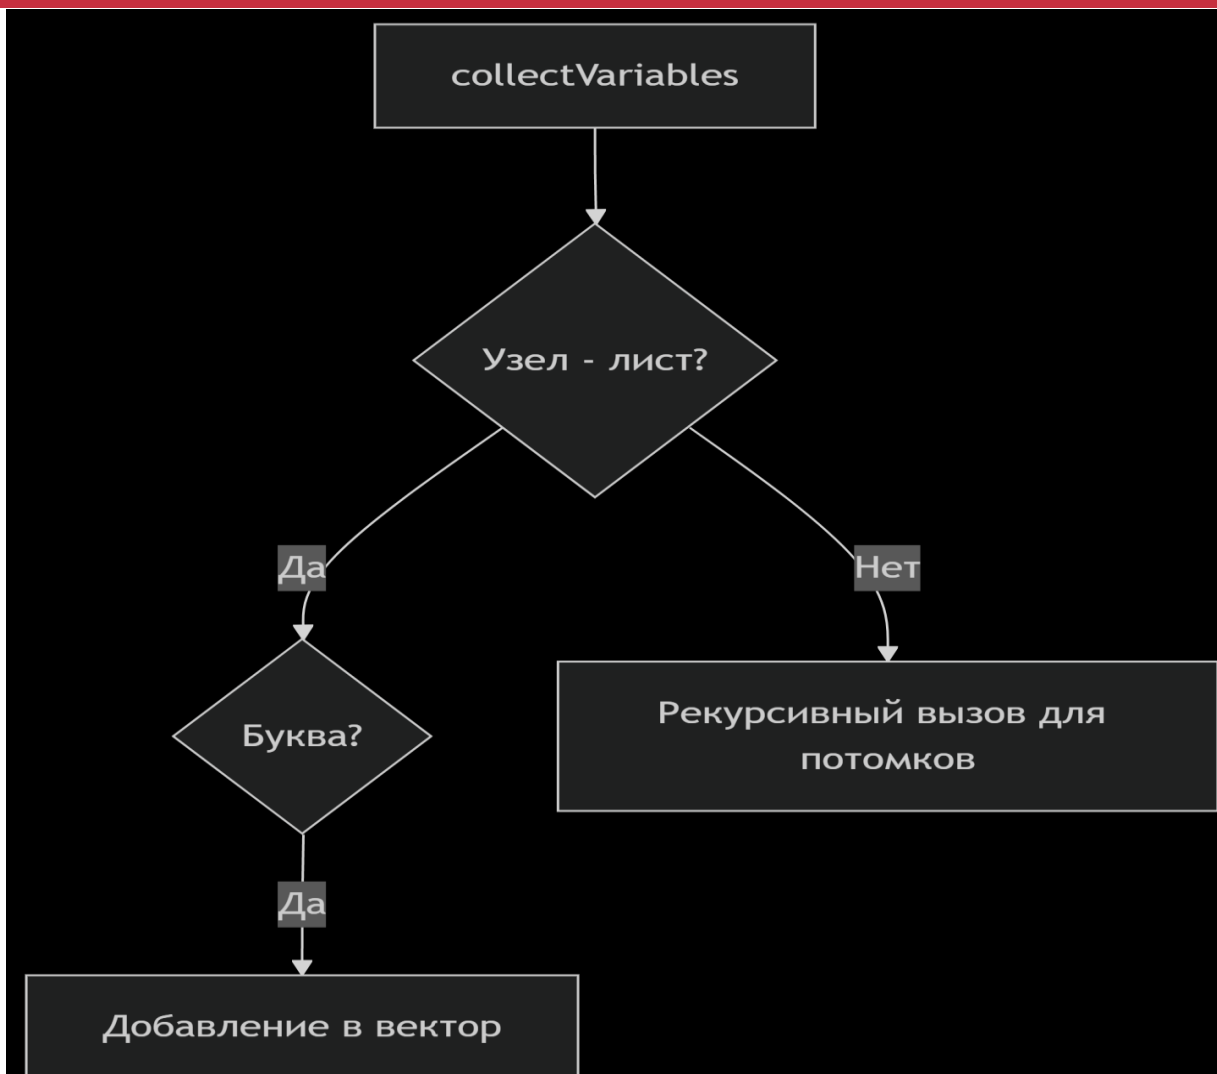 collectVariables
Узел - лист?
Да
Нет
Буква?
Рекурсивный вызов для
потомков
Да
Добавление в вектор